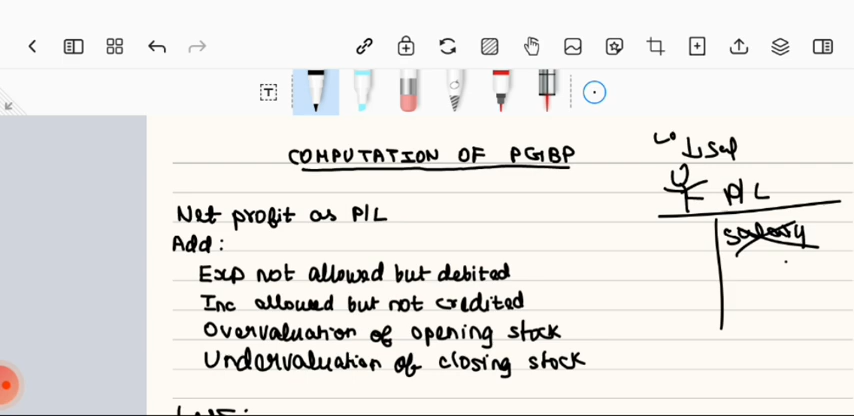 COMPUTATION OF PGBP
P/L
Salary
Net profit as P/L
Add:
Exp not allowed but debited
Inc allowed but not credited
Overvaluation of opening stock
Undervaluation of closing stock